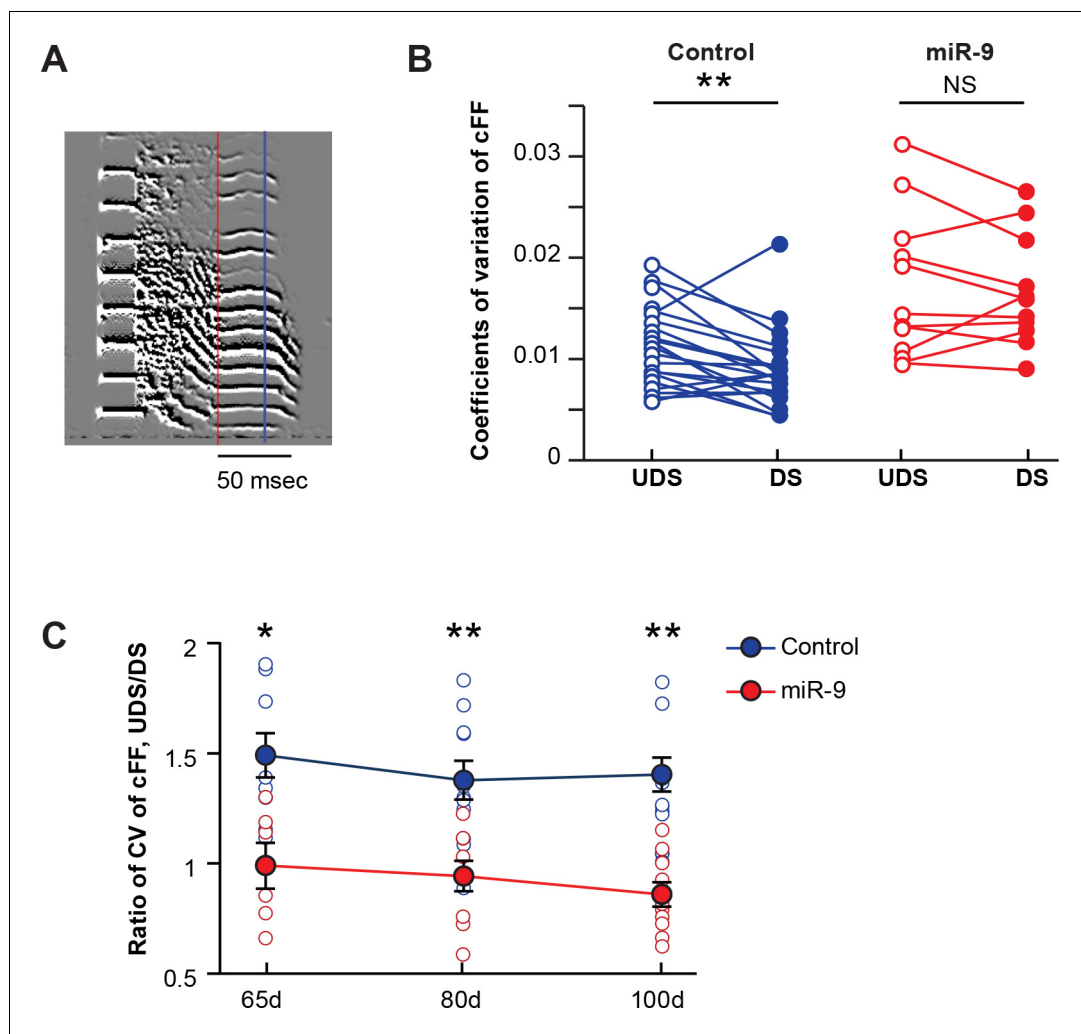 A
50 msec
B
Control
miR-9
**
NS
Coefficients of variation of cFF
0.03
0.02
0.01
0
UDS
DS
UDS
DS
C
*
**
**
Control
miR-9
Ratio of CV of cFF, UDS/DS
2
1.5
1
0.5
65d
80d
100d